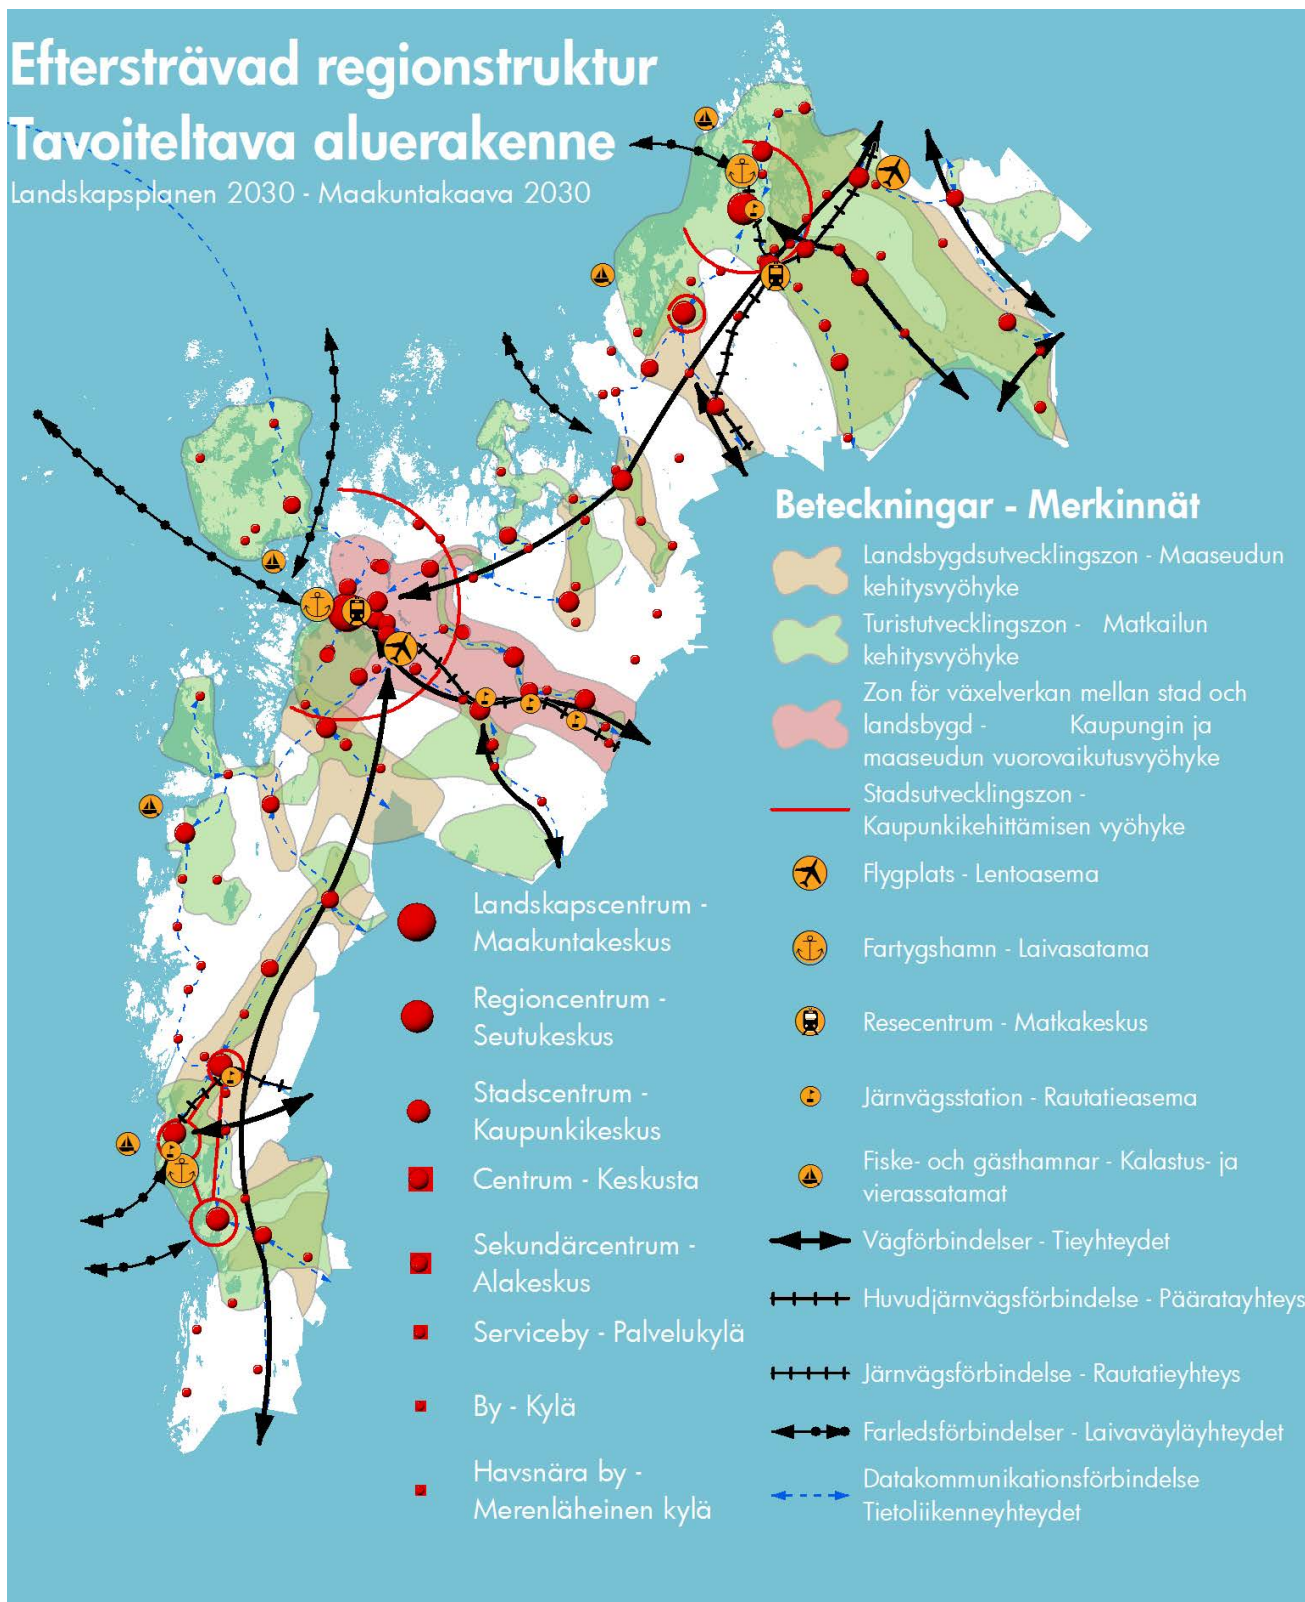 Eftersträvad regionstruktur
Tavoiteltava aluerakenne
Landskapsplanen 2030 - Maakuntakaava 2030
Beteckningar - Merkinnät
Landsbygdsutvecklingszon - Maaseudun
kehitysvyöhyke
Turistutvecklingszon - Matkailun
kehitysvyöhyke
Zon för växelverkan mellan stad och
landsbygd - Kaupungin ja
maaseudun vuorovaikutusvyöhyke
Stadsutvecklingszon -
Kaupunkikehittämisen vyöhyke
Flygplats - Lentoasema
Fartygshamn - Laivasatama
Resecentrum - Matkakeskus
Järnvägsstation - Rautatieasema
Fiske- och gästhamnar - Kalastus- ja
vierassatamat
Vägförbindelser - Tieyhteydet
Huvudjärnvägsförbindelse - Pääratayhteys
Järnvägsförbindelse - Rautatieyhteys
Farledsförbindelser - Laivaväyläyhteydet
Datakommunikationsförbindelse
Tietoliikenneyhteydet
Landskapscentrum -
Maakuntakeskus
Regioncentrum -
Seutukeskus
Stadscentrum -
Kaupunkikeskus
Centrum - Keskusta
Sekundärcentrum -
Alakeskus
Serviceby - Palvelukylä
By - Kylä
Havsnära by -
Merenläheinen kylä